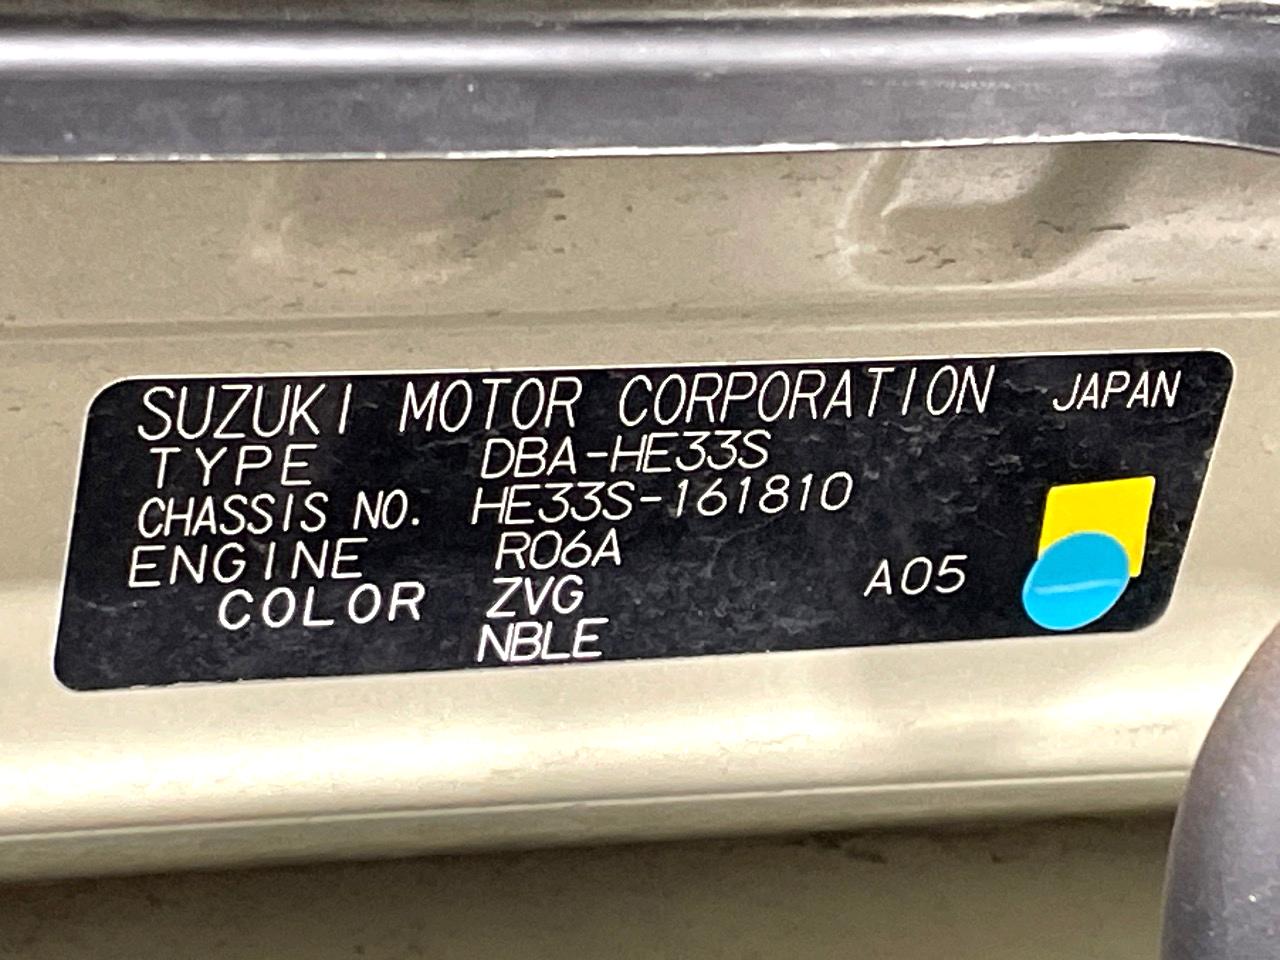 SUZUKI MOTOR CORPORATION JAPAN
TYPE DBA-HE33S
CHASSIS NO. HE33S-161810
ENGINE R06A
COLOR ZVG A05
NBLE